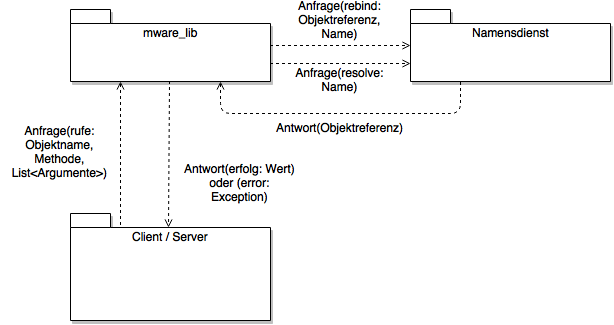 Anfrage(rebind:
Objektreferenz,
Name)
mware_lib
Namensdienst
Anfrage(resolve:
Name)
Antwort(Objektreferenz)
Anfrage(rufe:
Objektname,
Methode,
List<Argumente>)
Antwort(erfolg: Wert)
oder (error:
Exception)
Client / Server